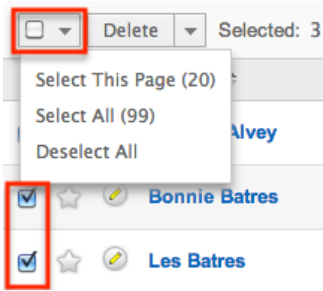 Delete Selected: 3
Select This Page (20)
Select All (99)
Alvey
Deselect All
Bonnie Batres
Les Batres